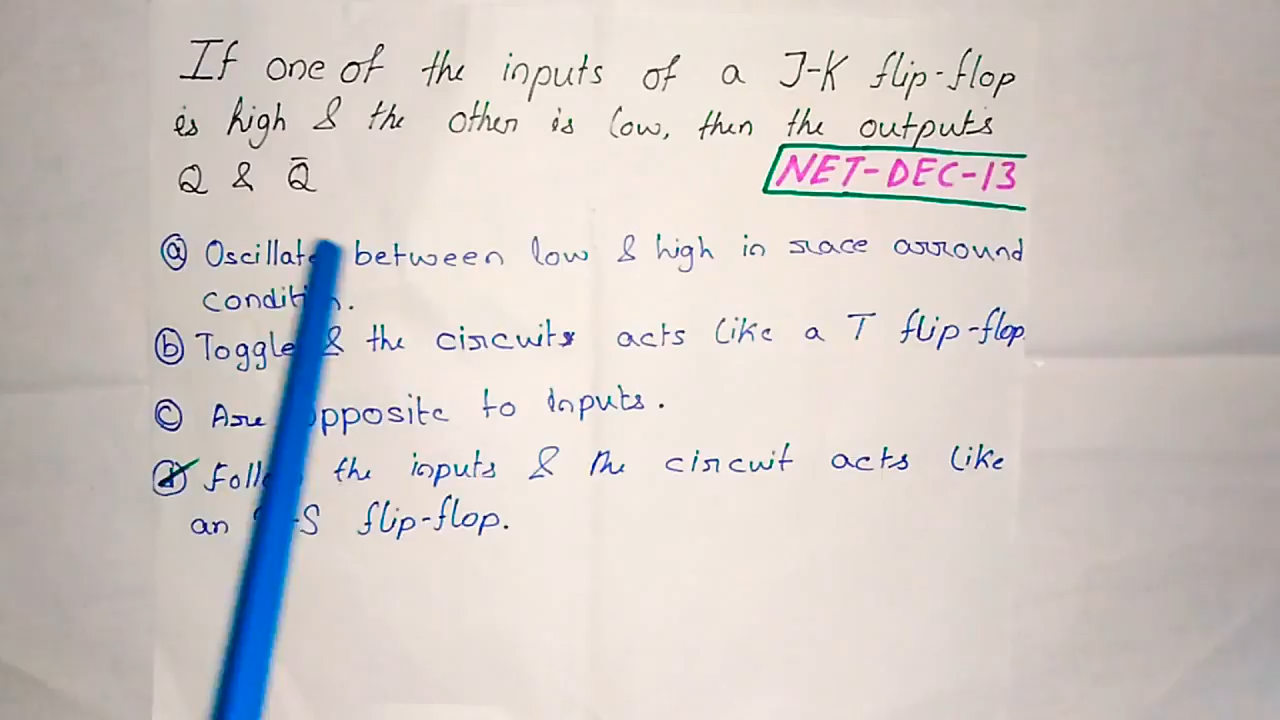 If one of the inputs of a J-K flip-flop
is high & the other is low, then the outputs
Q & Q̄
NET-DEC-13
(a) Oscillate between low & high in race arround
condition.
(b) Toggle & the circuits acts like a T flip-flop.
(c) Are opposite to inputs.
(d) Follow the inputs & the circuit acts like
an flip-flop.